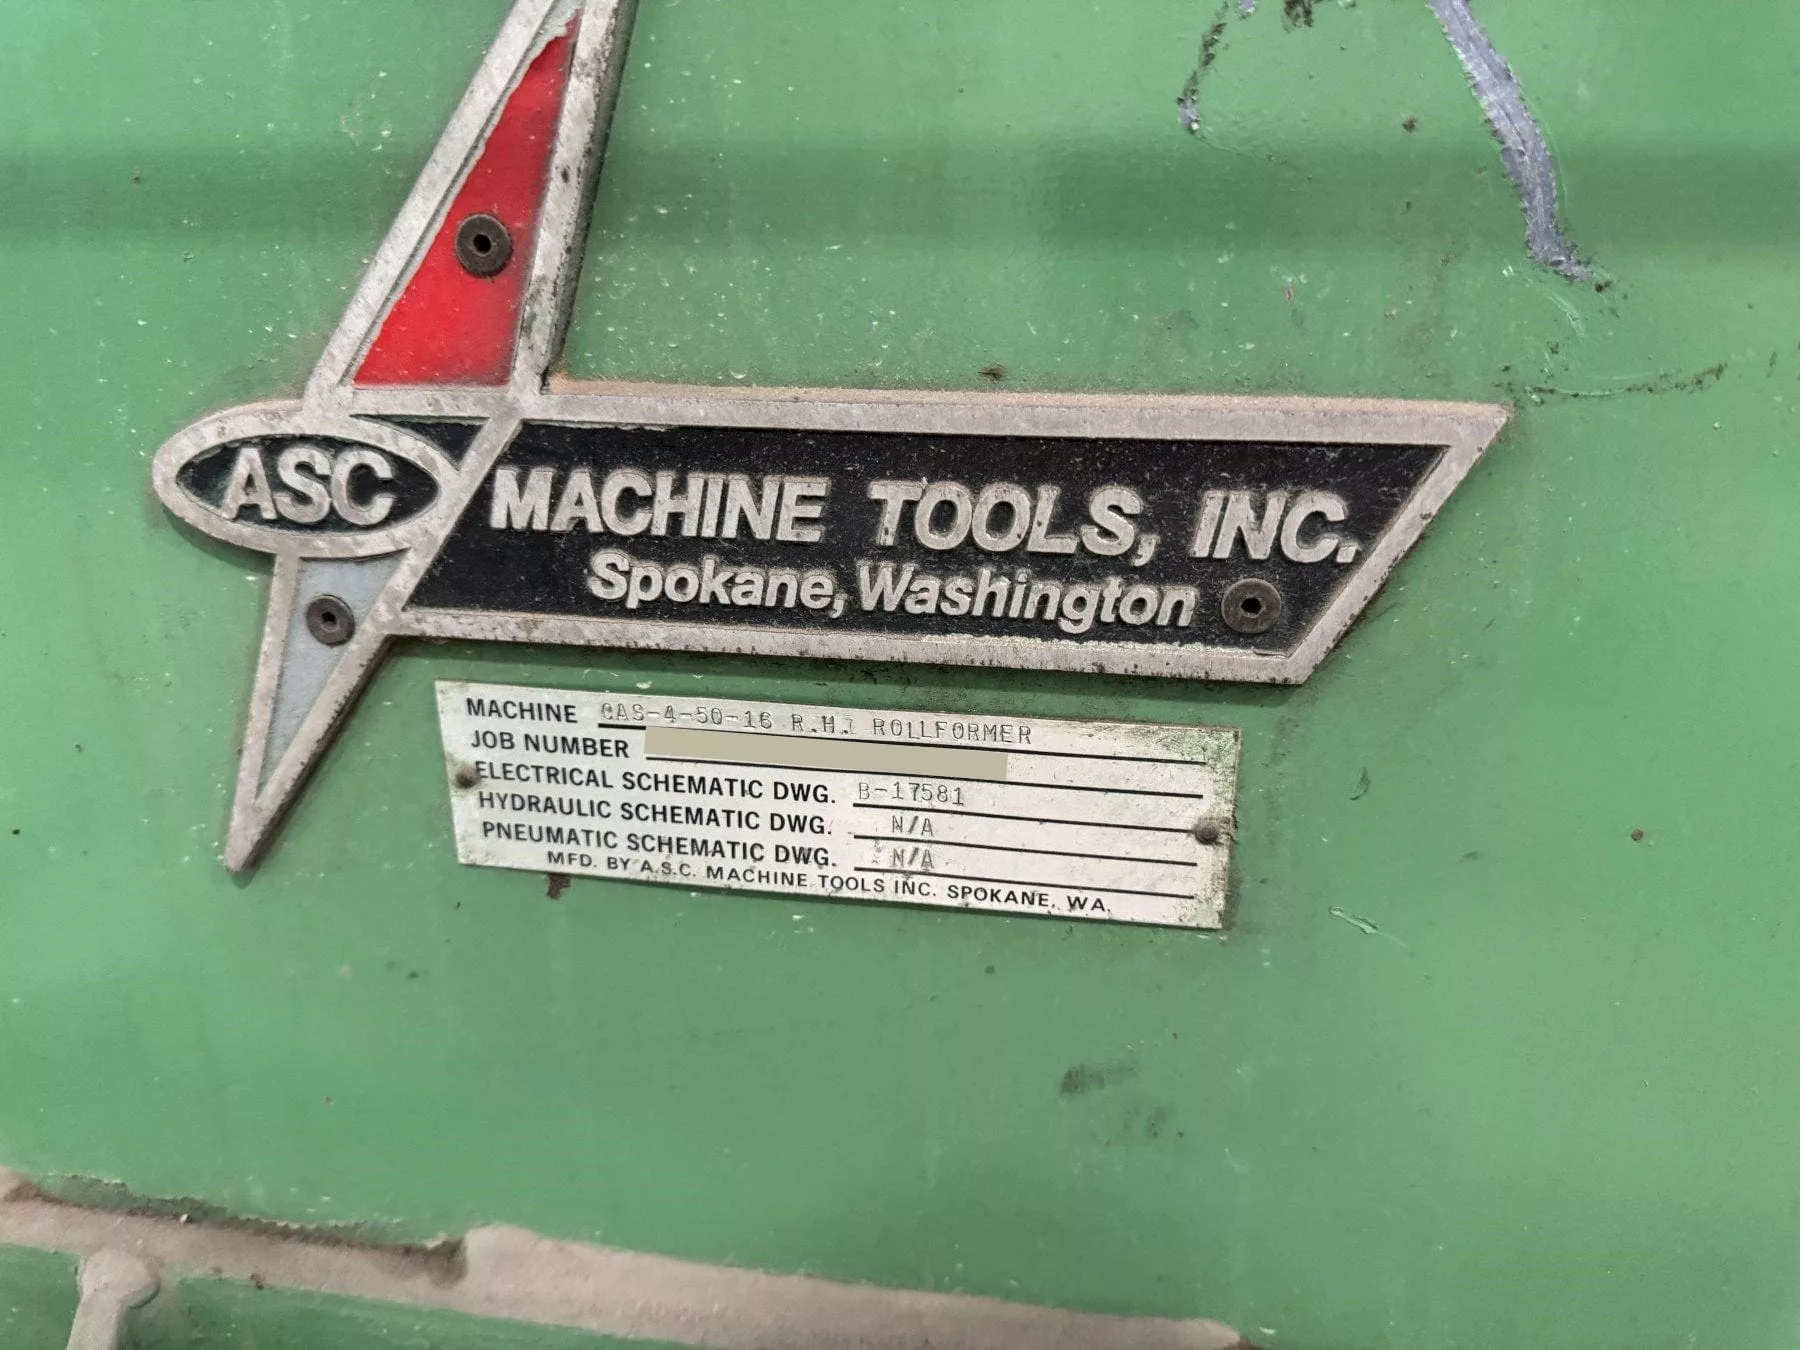 ASC MACHINE TOOLS, INC.
Spokane, Washington
MACHINE CAS-4-50-16 R.H. ROLLFORMER
JOB NUMBER
ELECTRICAL SCHEMATIC DWG. B-17581
HYDRAULIC SCHEMATIC DWG. N/A
PNEUMATIC SCHEMATIC DWG. N/A
MFD. BY A.S.C. MACHINE TOOLS INC. SPOKANE, WA.